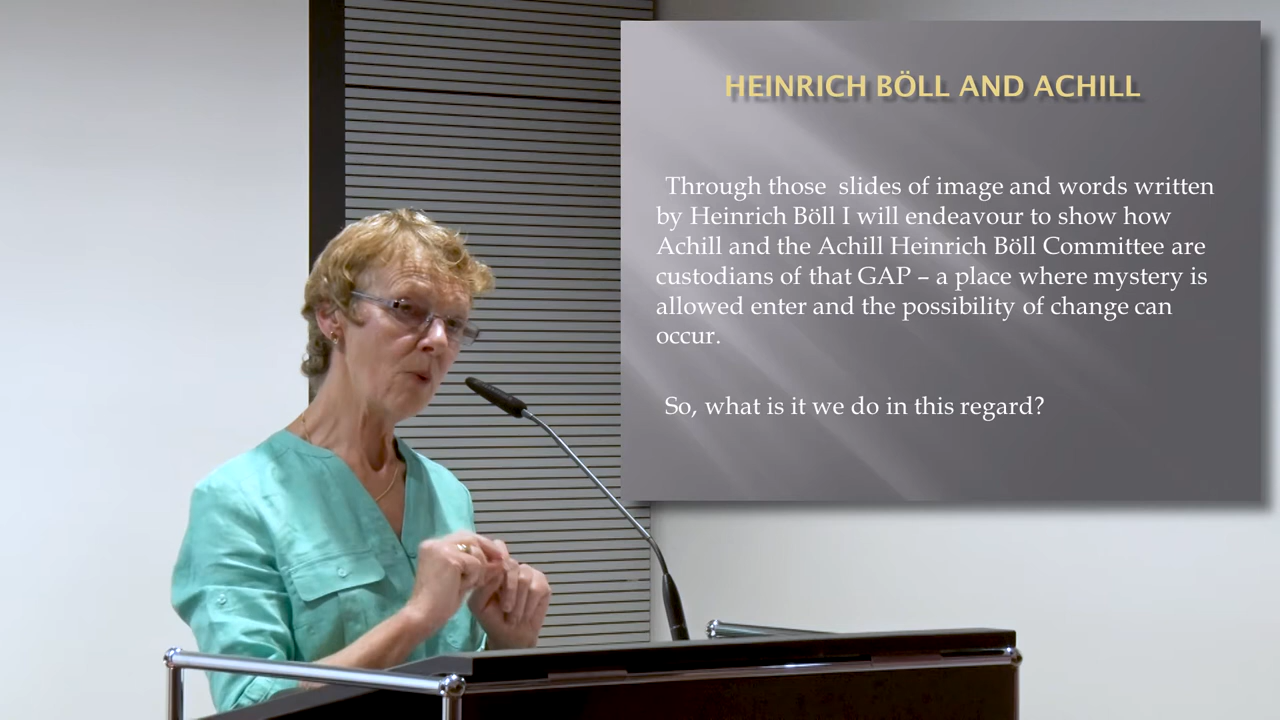 HEINRICH BÖLL AND ACHILL
Through those slides of image and words written
by Heinrich Böll I will endeavour to show how
Achill and the Achill Heinrich Böll Committee are
custodians of that GAP – a place where mystery is
allowed enter and the possibility of change can
occur.
So, what is it we do in this regard?